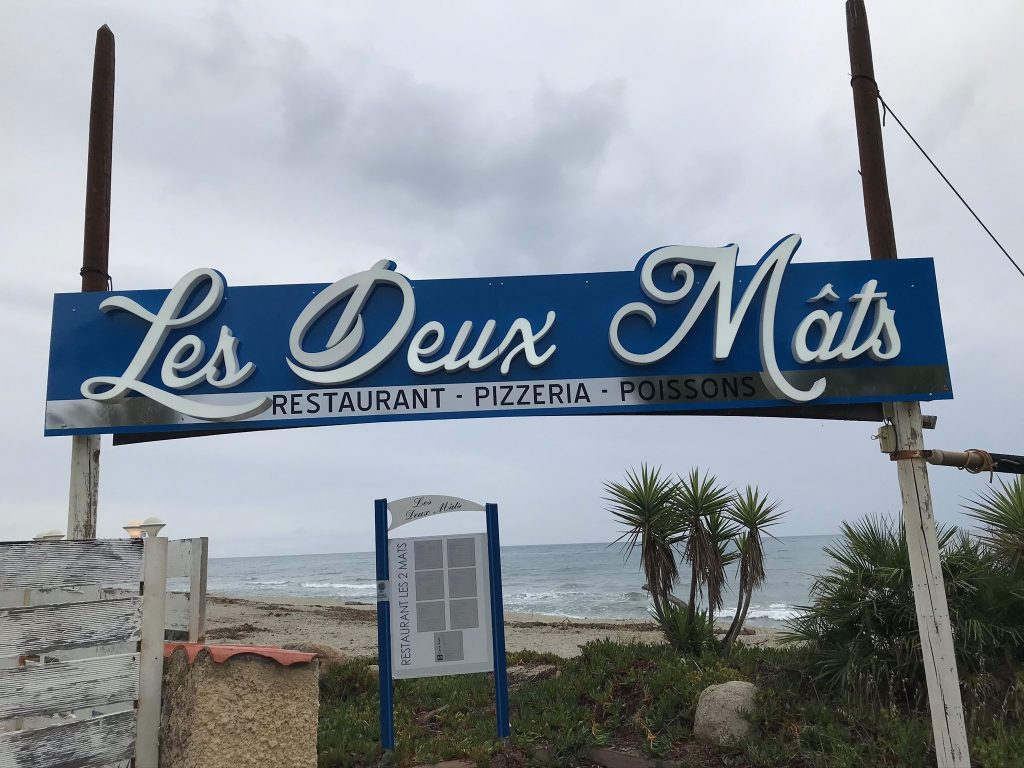 Les Deux Mâts
RESTAURANT - PIZZERIA - POISSONS
Les
Deux Mâts
RESTAURANT LES 2 MATS